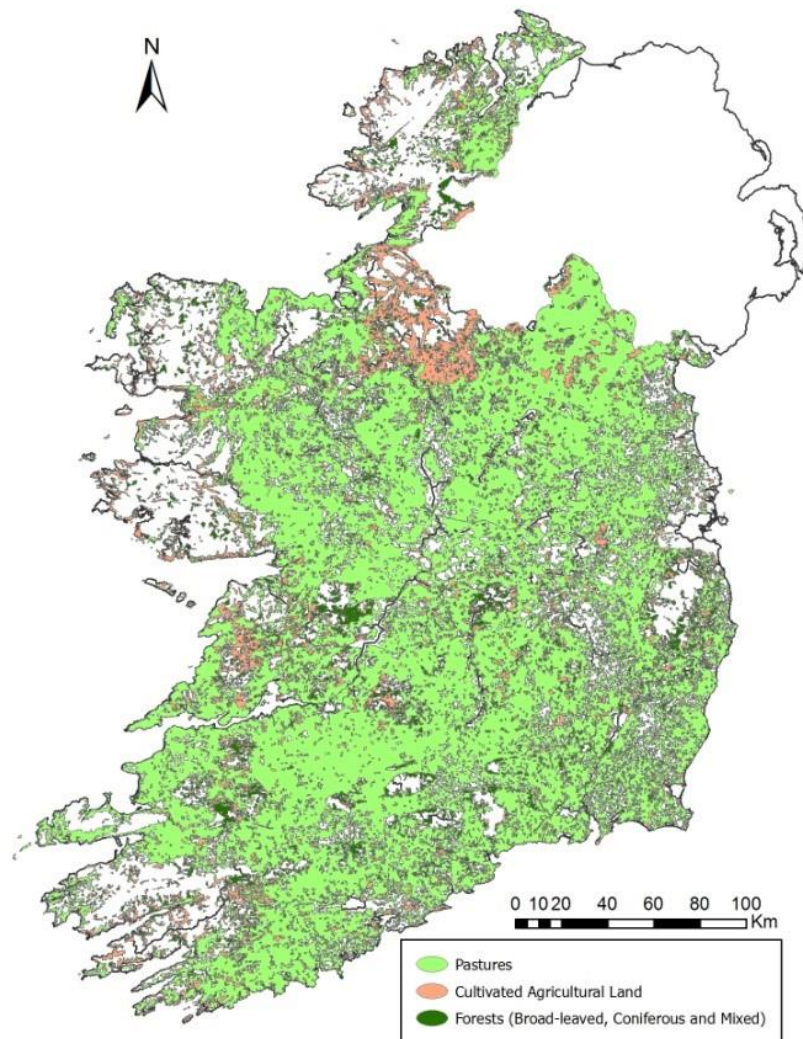 N
0 10 20 40 60 80 100
Km
Pastures
Cultivated Agricultural Land
Forests (Broad-leaved, Coniferous and Mixed)